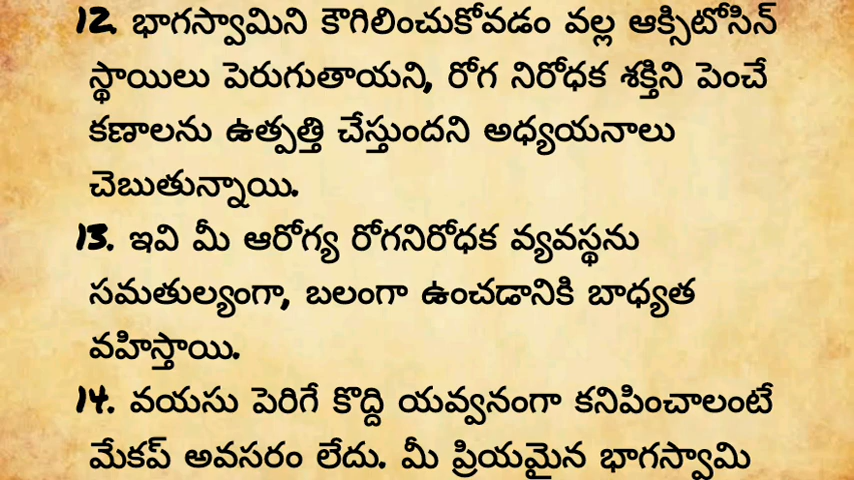 12. భాగస్వామిని కౌగిలించుకోవడం వల్ల ఆక్సిటోసిన్
స్థాయిలు పెరుగుతాయని, రోగ నిరోధక శక్తిని పెంచే
కణాలను ఉత్పత్తి చేస్తుందని అధ్యయనాలు
చెబుతున్నాయి.
13. ఇవి మీ ఆరోగ్య రోగనిరోధక వ్యవస్థను
సమతుల్యంగా, బలంగా ఉంచడానికి బాధ్యత
వహిస్తాయి.
14. వయసు పెరిగే కొద్ది యవ్వనంగా కనిపించాలంటే
మేకప్ అవసరం లేదు. మీ ప్రియమైన భాగస్వామి